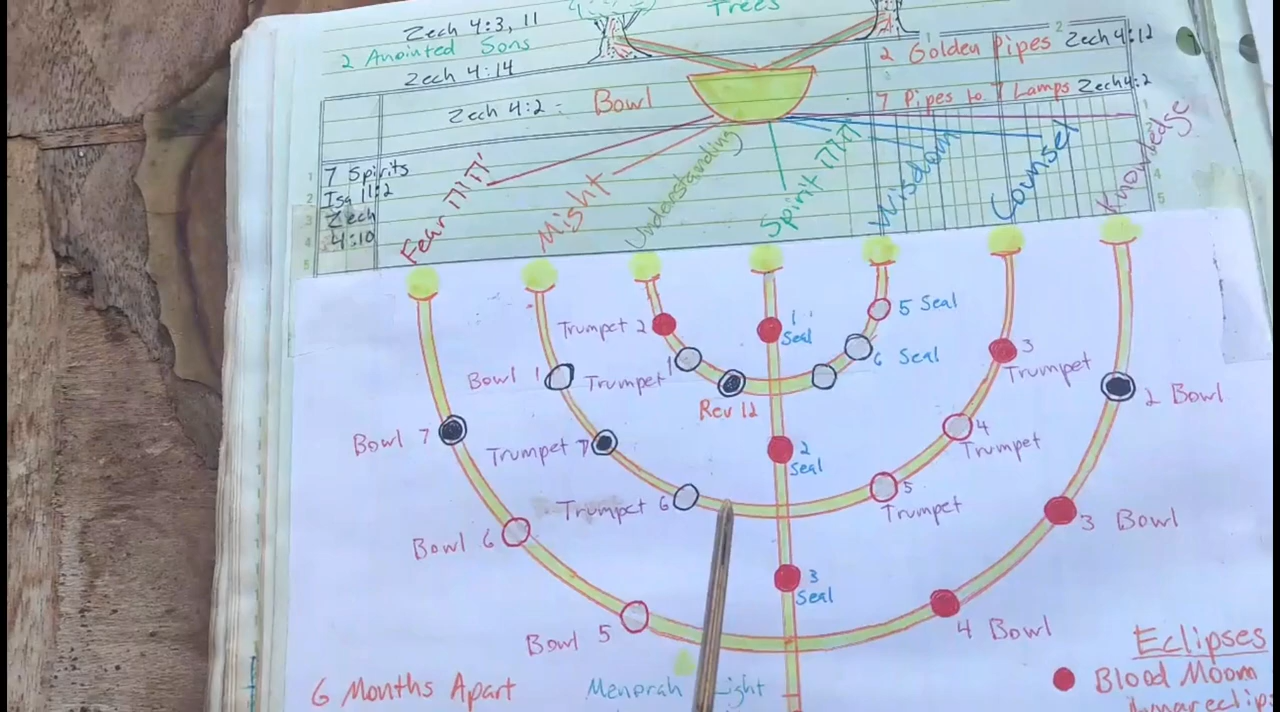 Zech 4:3, 11
Trees
2 Anointed Sons
Zech 4:14
2 Golden Pipes Zech 4:12
Zech 4:2 = Bowl
7 Pipes to 7 Lamps Zech 4:2
7 Spirits
Isa 11:2
Zech
4:10
Fear יהוה
Might
Understanding
Spirit יהוה
Wisdom
Counsel
Knowledge
5 Seal
Trumpet 2
1 Seal
6 Seal
3 Trumpet
Bowl 1
Trumpet 1
Rev 12
2 Bowl
Bowl 7
Trumpet 7
2 Seal
4 Trumpet
Trumpet 6
5 Trumpet
3 Bowl
Bowl 6
3 Seal
Bowl 5
4 Bowl
Eclipses
6 Months Apart
Menorah Light
Blood Moom